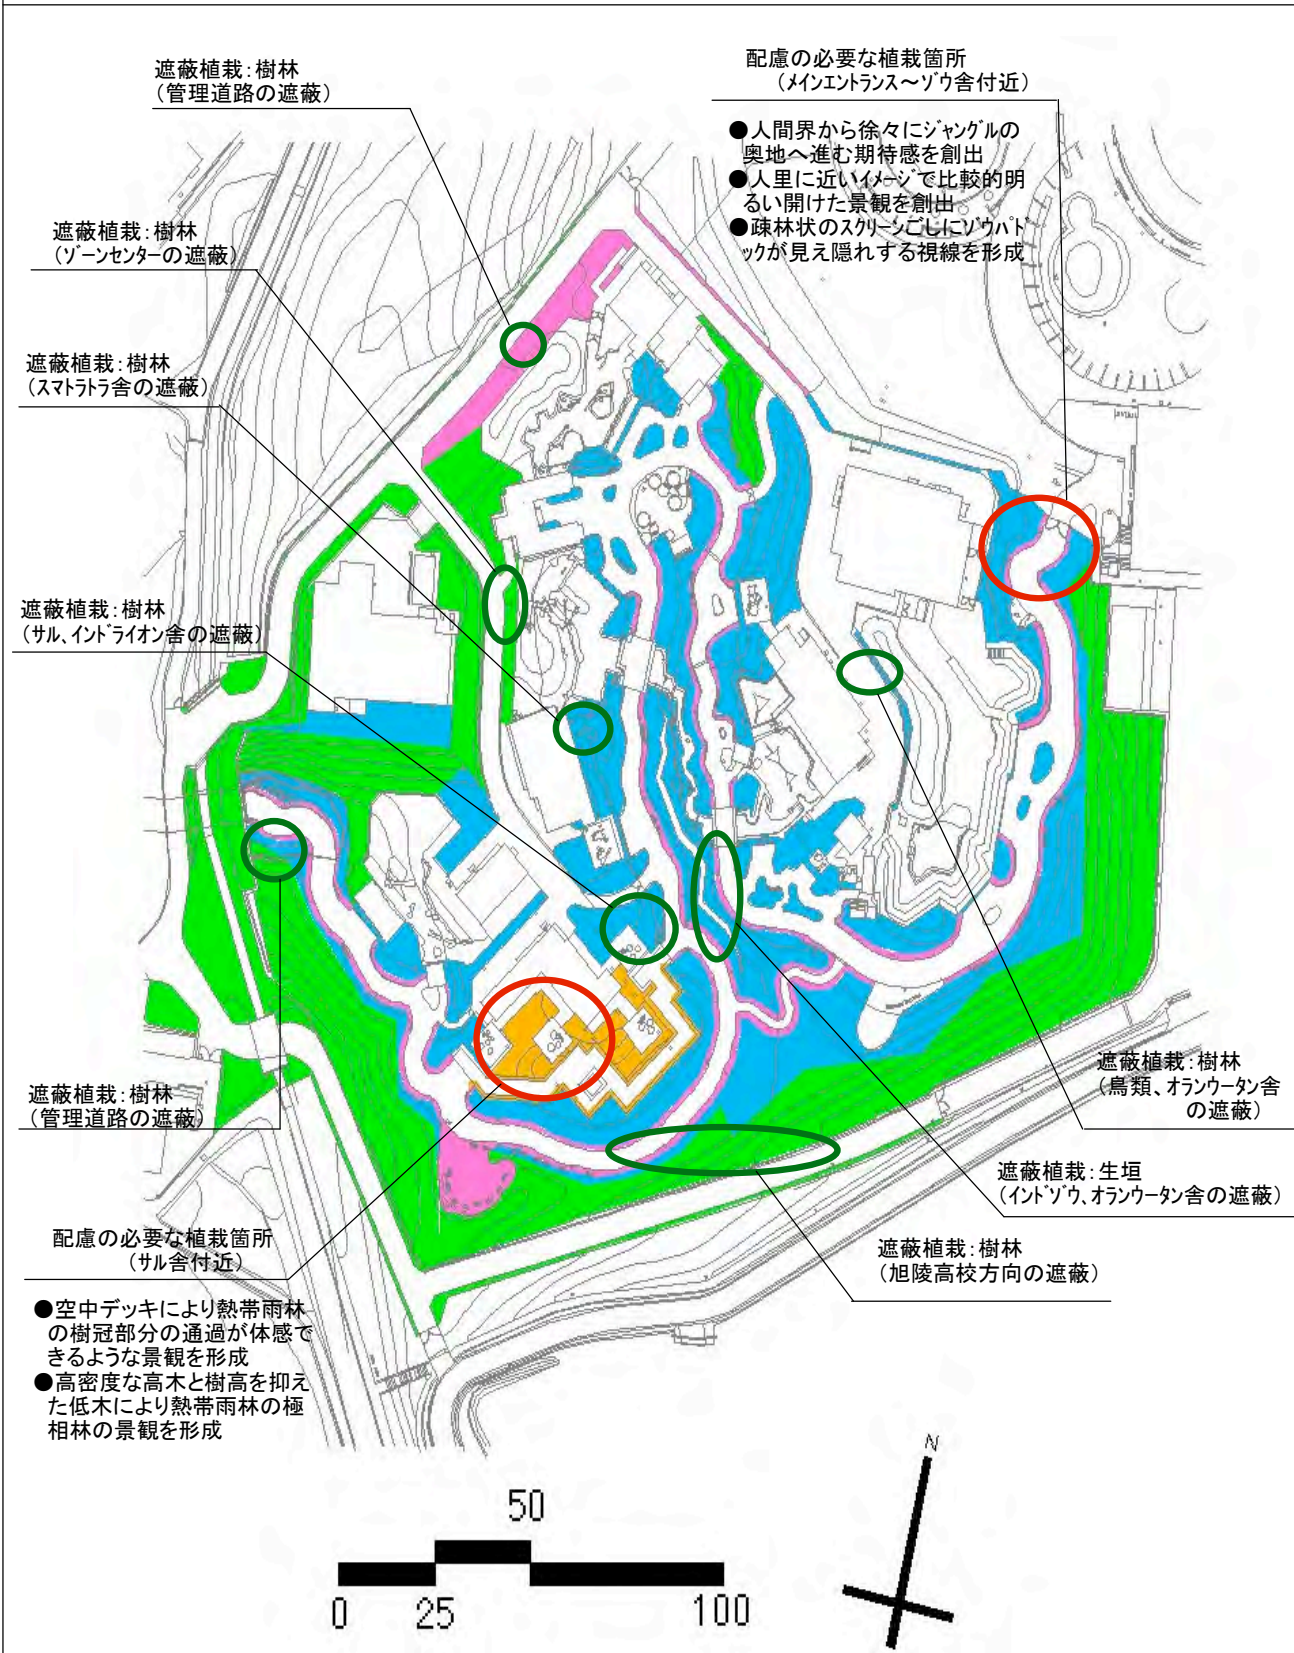 遮蔽植栽：樹林
（管理道路の遮蔽）
配慮の必要な植栽箇所
（ﾒｲﾝｴﾝﾄﾗﾝｽ～ｿﾞｳ舎付近）
●人間界から徐々にｼﾞｬﾝｸﾞﾙの
奥地へ進む期待感を創出
●人里に近いｲﾒｰｼﾞで比較的明
るい開けた景観を創出
●疎林状のｽｸﾘｰﾝごしにｿﾞｳﾊﾟﾄﾞ
ｯｸが見え隠れする視線を形成
遮蔽植栽：樹林
（ｿﾞｰﾝｾﾝﾀｰの遮蔽）
遮蔽植栽：樹林
（ｽﾏﾄﾗﾄﾗ舎の遮蔽）
遮蔽植栽：樹林
（ｻﾙ、ｲﾝﾄﾞﾗｲｵﾝ舎の遮蔽）
遮蔽植栽：樹林
（管理道路の遮蔽）
遮蔽植栽：樹林
（鳥類、ｵﾗﾝｳｰﾀﾝ舎
の遮蔽）
遮蔽植栽：生垣
（ｲﾝﾄﾞｿﾞｳ、ｵﾗﾝｳｰﾀﾝ舎の遮蔽）
遮蔽植栽：樹林
（旭陵高校方向の遮蔽）
配慮の必要な植栽箇所
（ｻﾙ舎付近）
●空中ﾃﾞｯｷにより熱帯雨林
の樹冠部分の通過が体感で
きるような景観を形成
●高密度な高木と樹高を抑え
た低木により熱帯雨林の極
相林の景観を形成
N
50
0 25 100